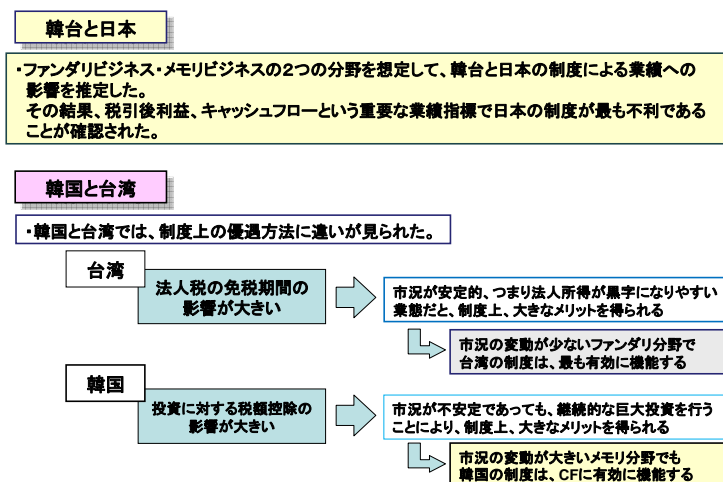 韓台と日本
・ファンダリビジネス・メモリビジネスの２つの分野を想定して、韓台と日本の制度による業績への
影響を推定した。
その結果、税引後利益、キャッシュフローという重要な業績指標で日本の制度が最も不利である
ことが確認された。
韓国と台湾
・韓国と台湾では、制度上の優遇方法に違いが見られた。
台湾
法人税の免税期間の
影響が大きい
市況が安定的、つまり法人所得が黒字になりやすい
業態だと、制度上、大きなメリットを得られる
市況の変動が少ないファンダリ分野で
台湾の制度は、最も有効に機能する
韓国
投資に対する税額控除の
影響が大きい
市況が不安定であっても、継続的な巨大投資を行う
ことにより、制度上、大きなメリットを得られる
市況の変動が大きいメモリ分野でも
韓国の制度は、CFに有効に機能する